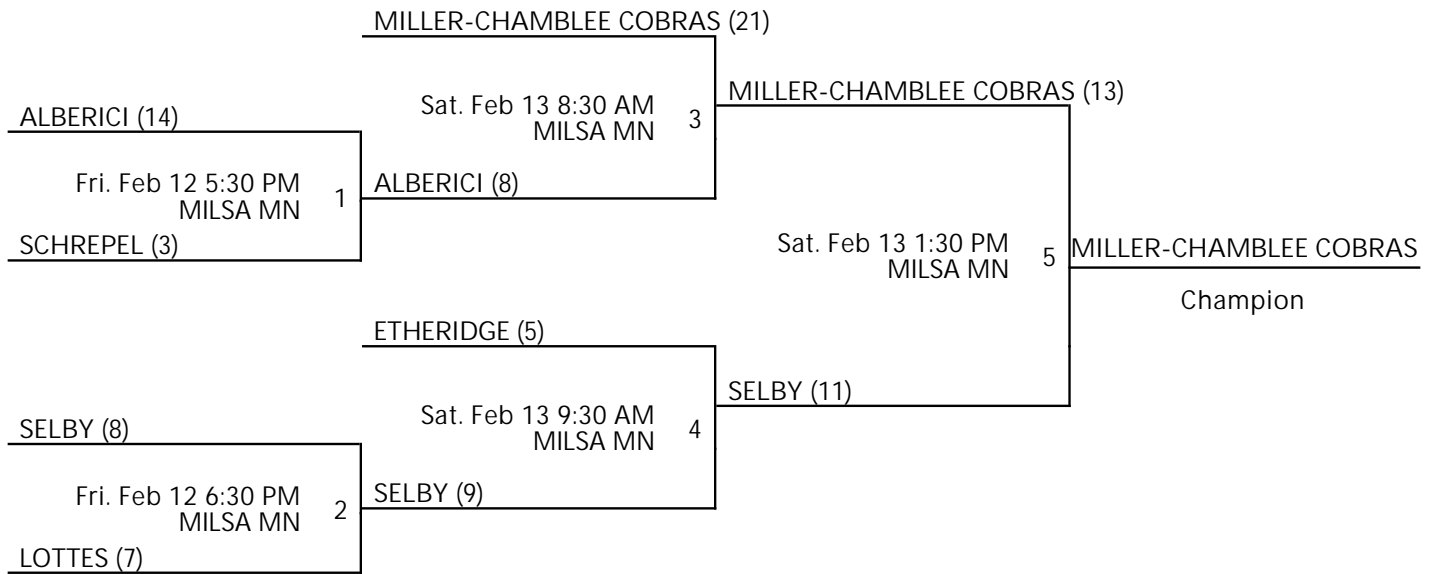 MILLER-CHAMBLEE COBRAS (21)
Sat. Feb 13 8:30 AM
MILSA MN
3
MILLER-CHAMBLEE COBRAS (13)
ALBERICI (14)
Fri. Feb 12 5:30 PM
MILSA MN
1
ALBERICI (8)
SCHREPEL (3)
Sat. Feb 13 1:30 PM
MILSA MN
5
MILLER-CHAMBLEE COBRAS
Champion
ETHERIDGE (5)
Sat. Feb 13 9:30 AM
MILSA MN
4
SELBY (11)
SELBY (8)
Fri. Feb 12 6:30 PM
MILSA MN
2
SELBY (9)
LOTTES (7)